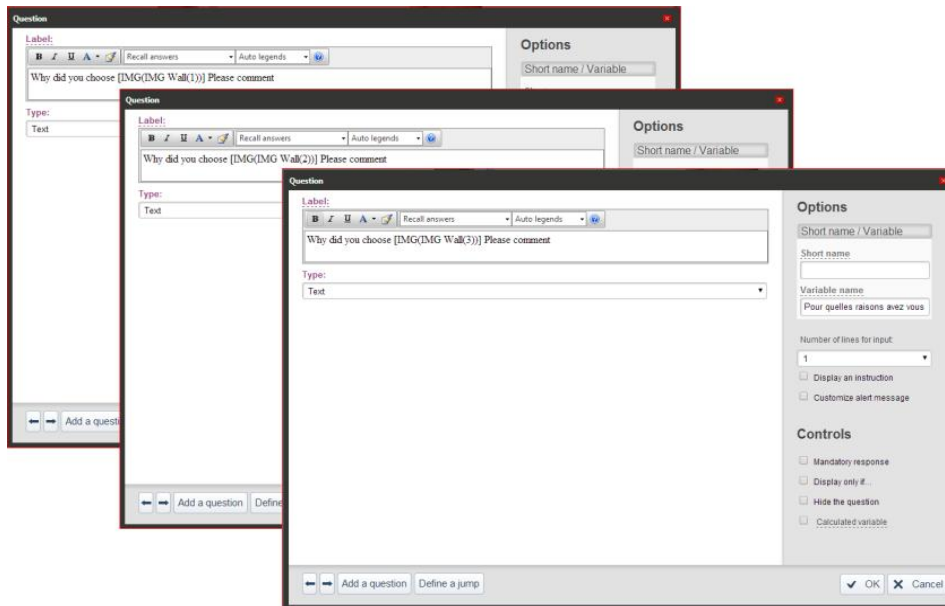 Question
Label:
B I U A Recall answers Auto legends
Why did you choose [IMG(IMG Wall(1))] Please comment
Type:
Text
Options
Short name / Variable
Add a questi
Question
Label:
B I U A Recall answers Auto legends
Why did you choose [IMG(IMG Wall(2))] Please comment
Type:
Text
Options
Short name / Variable
Add a question Define
Question
Label:
B I U A Recall answers Auto legends
Why did you choose [IMG(IMG Wall(3))] Please comment
Type:
Text
Options
Short name / Variable
Short name
Variable name
Pour quelles raisons avez vous
Number of lines for input:
1
Display an instruction
Customize alert message
Controls
Mandatory response
Display only if...
Hide the question
Calculated variable
Add a question Define a jump
OK Cancel